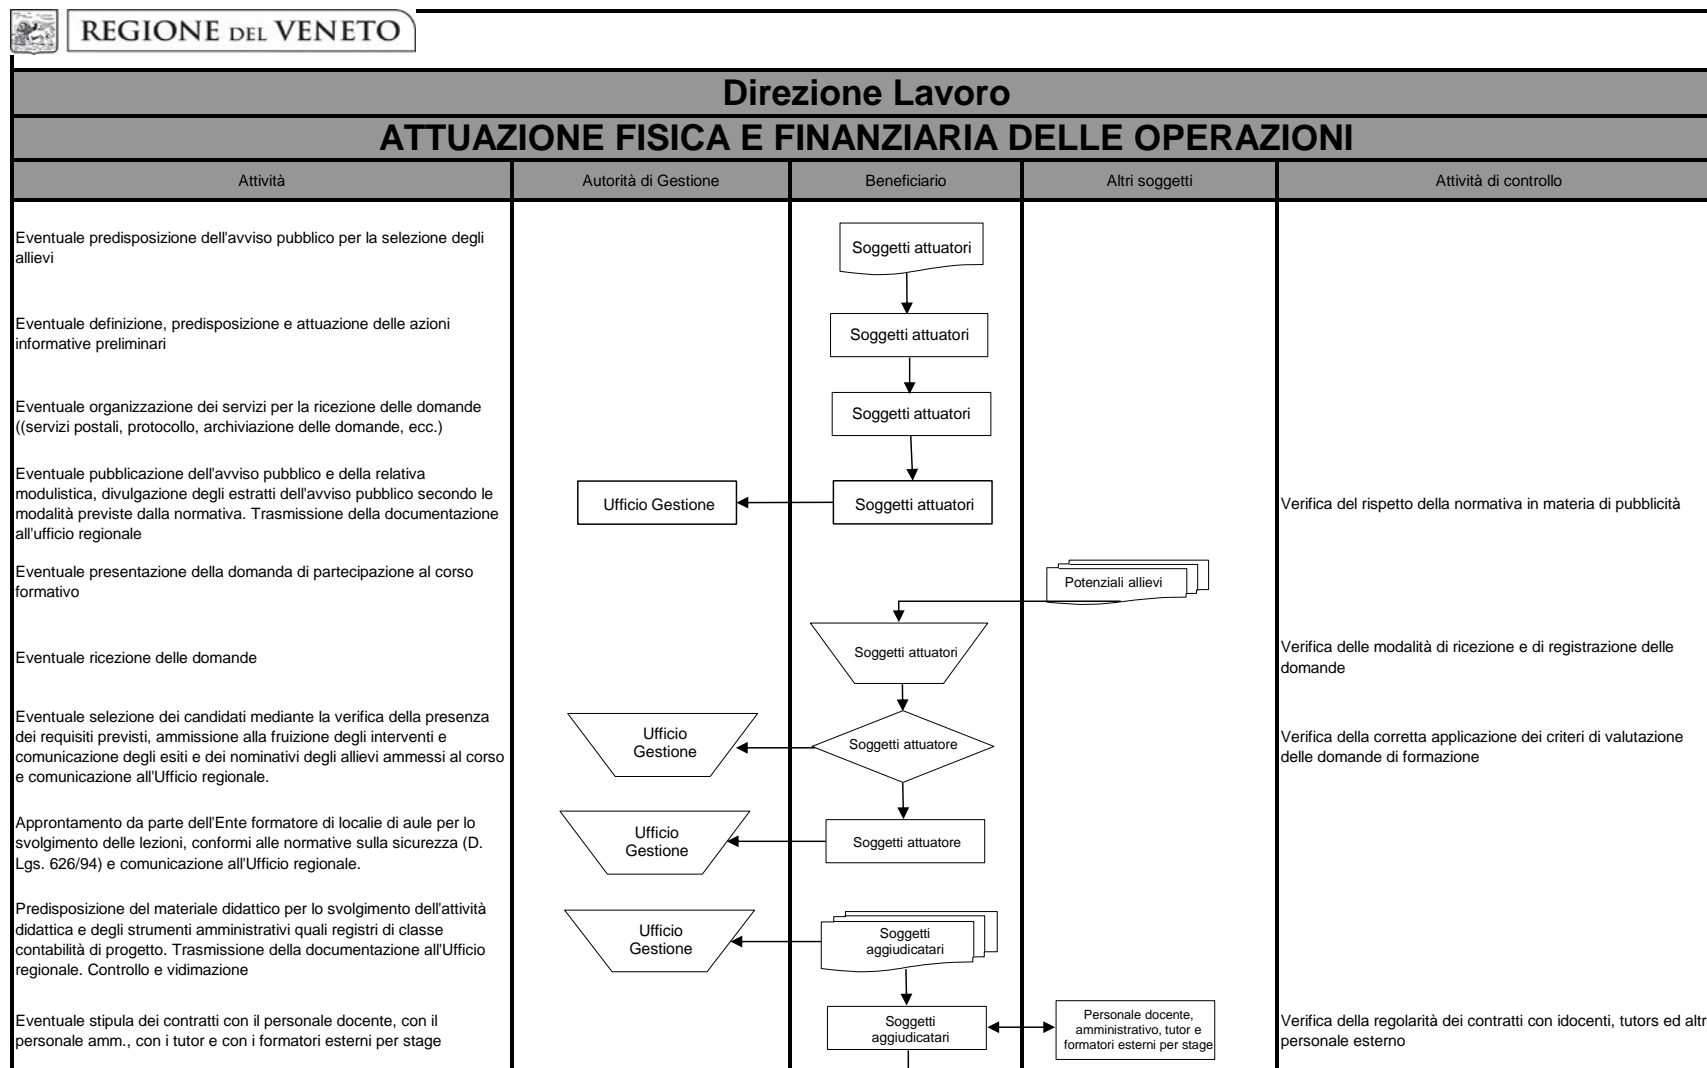 REGIONE DEL VENETO
Direzione Lavoro
ATTUAZIONE FISICA E FINANZIARIA DELLE OPERAZIONI
Attività
Autorità di Gestione
Beneficiario
Altri soggetti
Attività di controllo
Eventuale predisposizione dell'avviso pubblico per la selezione degli
allievi
Soggetti attuatori
Eventuale definizione, predisposizione e attuazione delle azioni
informative preliminari
Soggetti attuatori
Eventuale organizzazione dei servizi per la ricezione delle domande
((servizi postali, protocollo, archiviazione delle domande, ecc.)
Soggetti attuatori
Eventuale pubblicazione dell'avviso pubblico e della relativa
modulistica, divulgazione degli estratti dell'avviso pubblico secondo le
modalità previste dalla normativa. Trasmissione della documentazione
all'ufficio regionale
Ufficio Gestione
Soggetti attuatori
Verifica del rispetto della normativa in materia di pubblicità
Eventuale presentazione della domanda di partecipazione al corso
formativo
Potenziali allievi
Eventuale ricezione delle domande
Soggetti attuatori
Verifica delle modalità di ricezione e di registrazione delle
domande
Eventuale selezione dei candidati mediante la verifica della presenza
dei requisiti previsti, ammissione alla fruizione degli interventi e
comunicazione degli esiti e dei nominativi degli allievi ammessi al corso
e comunicazione all'Ufficio regionale.
Ufficio
Gestione
Soggetti attuatore
Verifica della corretta applicazione dei criteri di valutazione
delle domande di formazione
Approntamento da parte dell'Ente formatore di localie di aule per lo
svolgimento delle lezioni, conformi alle normative sulla sicurezza (D.
Lgs. 626/94) e comunicazione all'Ufficio regionale.
Ufficio
Gestione
Soggetti attuatore
Predisposizione del materiale didattico per lo svolgimento dell'attività
didattica e degli strumenti amministrativi quali registri di classe
contabilità di progetto. Trasmissione della documentazione all'Ufficio
regionale. Controllo e vidimazione
Ufficio
Gestione
Soggetti
aggiudicatari
Eventuale stipula dei contratti con il personale docente, con il
personale amm., con i tutor e con i formatori esterni per stage
Soggetti
aggiudicatari
Personale docente,
amministrativo, tutor e
formatori esterni per stage
Verifica della regolarità dei contratti con idocenti, tutors ed altr
personale esterno